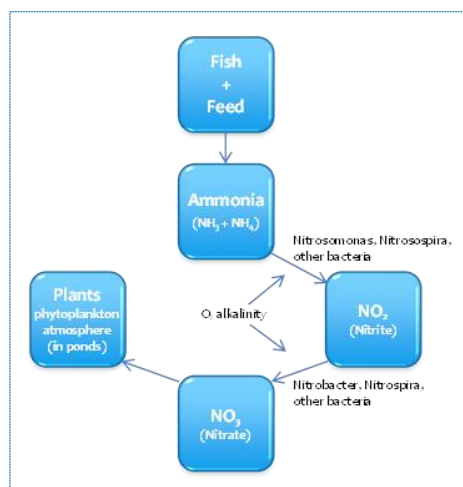 Fish
+
Feed
Ammonia
(NH₃ + NH₄)
Nitrosomonas, Nitrosospira,
other bacteria
Plants
phytoplankton
atmosphere
(in ponds)
O, alkalinity
NO₂
(Nitrite)
Nitrobacter, Nitrospira,
other bacteria
NO₃
(Nitrate)